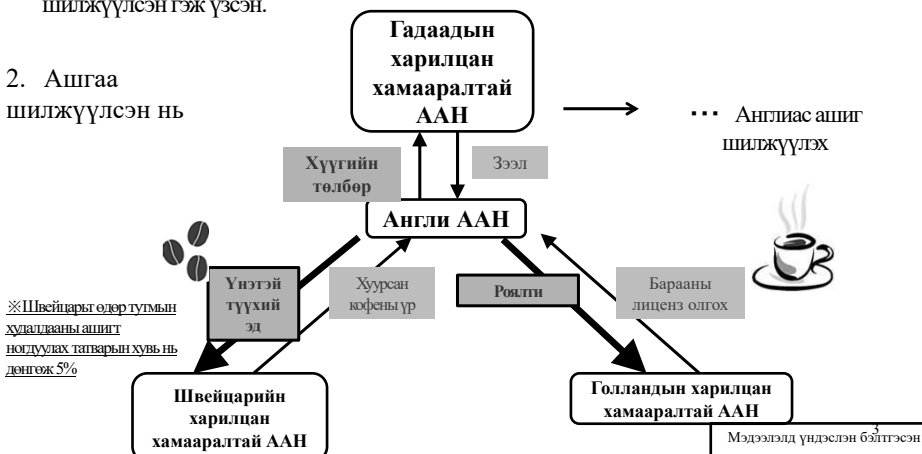 шилжүүлсэн гэж үзсэн.
2. Ашгаа
шилжүүлсэн нь
Гадаадын
харилцан
хамааралтай
ААН
... Англиас ашиг
шилжүүлэх
Хүүгийн
төлбөр
Зээл
Англи ААН
Үнэтэй
түүхий
эд
Хуурсан
кофены үр
Роялти
Барааны
лиценз олгох
※Швейцарьт өдөр тутмын
худалдааны ашигт
ногдуулах татварын хувь нь
дөнгөж 5%
Швейцарийн
харилцан
хамааралтай ААН
Голландын харилцан
хамааралтай ААН
3
Мэдээлэлд үндэслэн бэлтгэсэн